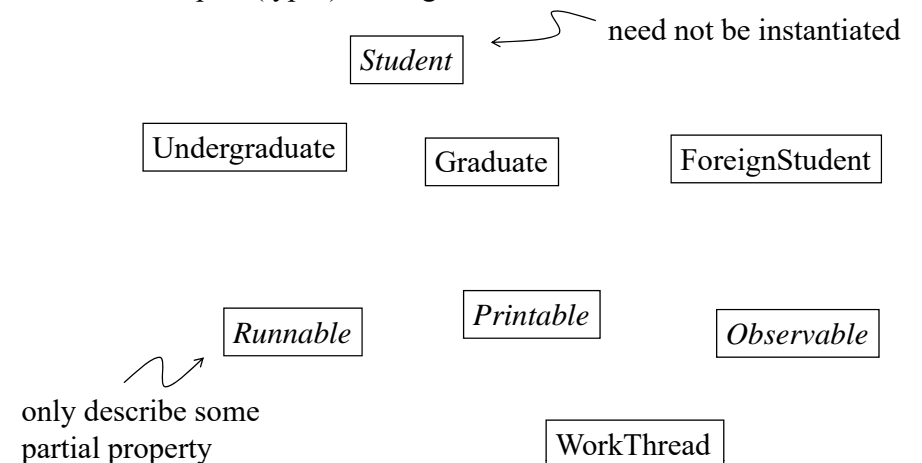 need not be instantiated
Student
Undergraduate
Graduate
ForeignStudent
Runnable
Printable
Observable
only describe some
partial property
WorkThread